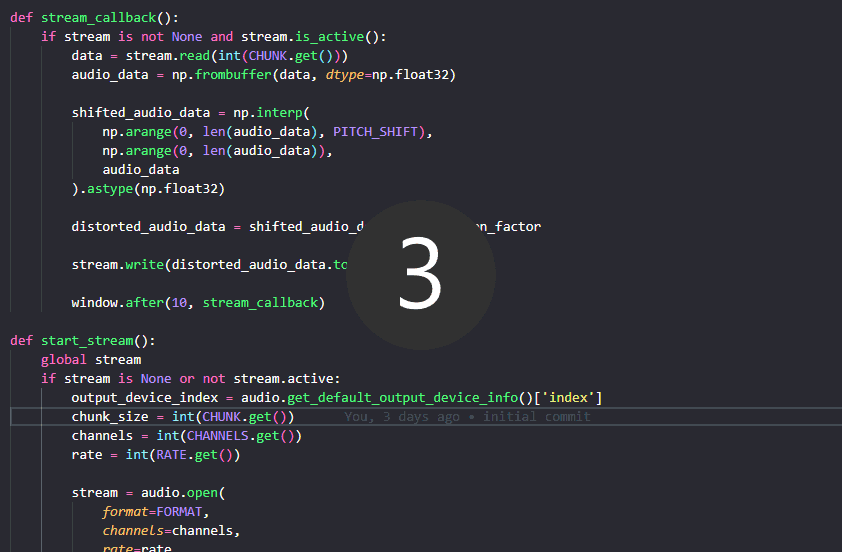 def stream_callback():
if stream is not None and stream.is_active():
data = stream.read(int(CHUNK.get()))
audio_data = np.frombuffer(data, dtype=np.float32)
shifted_audio_data = np.interp(
np.arange(0, len(audio_data), PITCH_SHIFT),
np.arange(0, len(audio_data)),
audio_data
).astype(np.float32)
distorted_audio_data = shifted_audio_d n_factor
stream.write(distorted_audio_data.to
3
window.after(10, stream_callback)
def start_stream():
global stream
if stream is None or not stream.active:
output_device_index = audio.get_default_output_device_info()['index']
chunk_size = int(CHUNK.get()) You, 3 days ago • initial commit
channels = int(CHANNELS.get())
rate = int(RATE.get())
stream = audio.open(
format=FORMAT,
channels=channels,
rate=rate